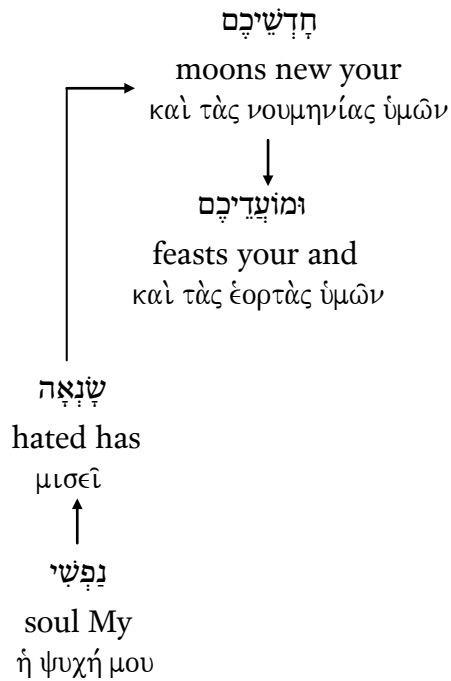 חָדְשֵׁיכֶם
moons new your
καὶ τὰς νουμηνίας ὑμῶν
וּמוֹעֲדֵיכֶם
feasts your and
καὶ τὰς ἑορτὰς ὑμῶν
שָׂנְאָה
hated has
μισεῖ
נַפְשִׁי
soul My
ἡ ψυχή μου